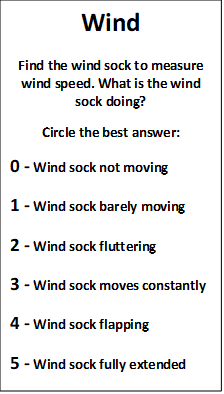 Wind
Find the wind sock to measure
wind speed. What is the wind
sock doing?
Circle the best answer:
0 - Wind sock not moving
1 - Wind sock barely moving
2 - Wind sock fluttering
3 - Wind sock moves constantly
4 - Wind sock flapping
5 - Wind sock fully extended